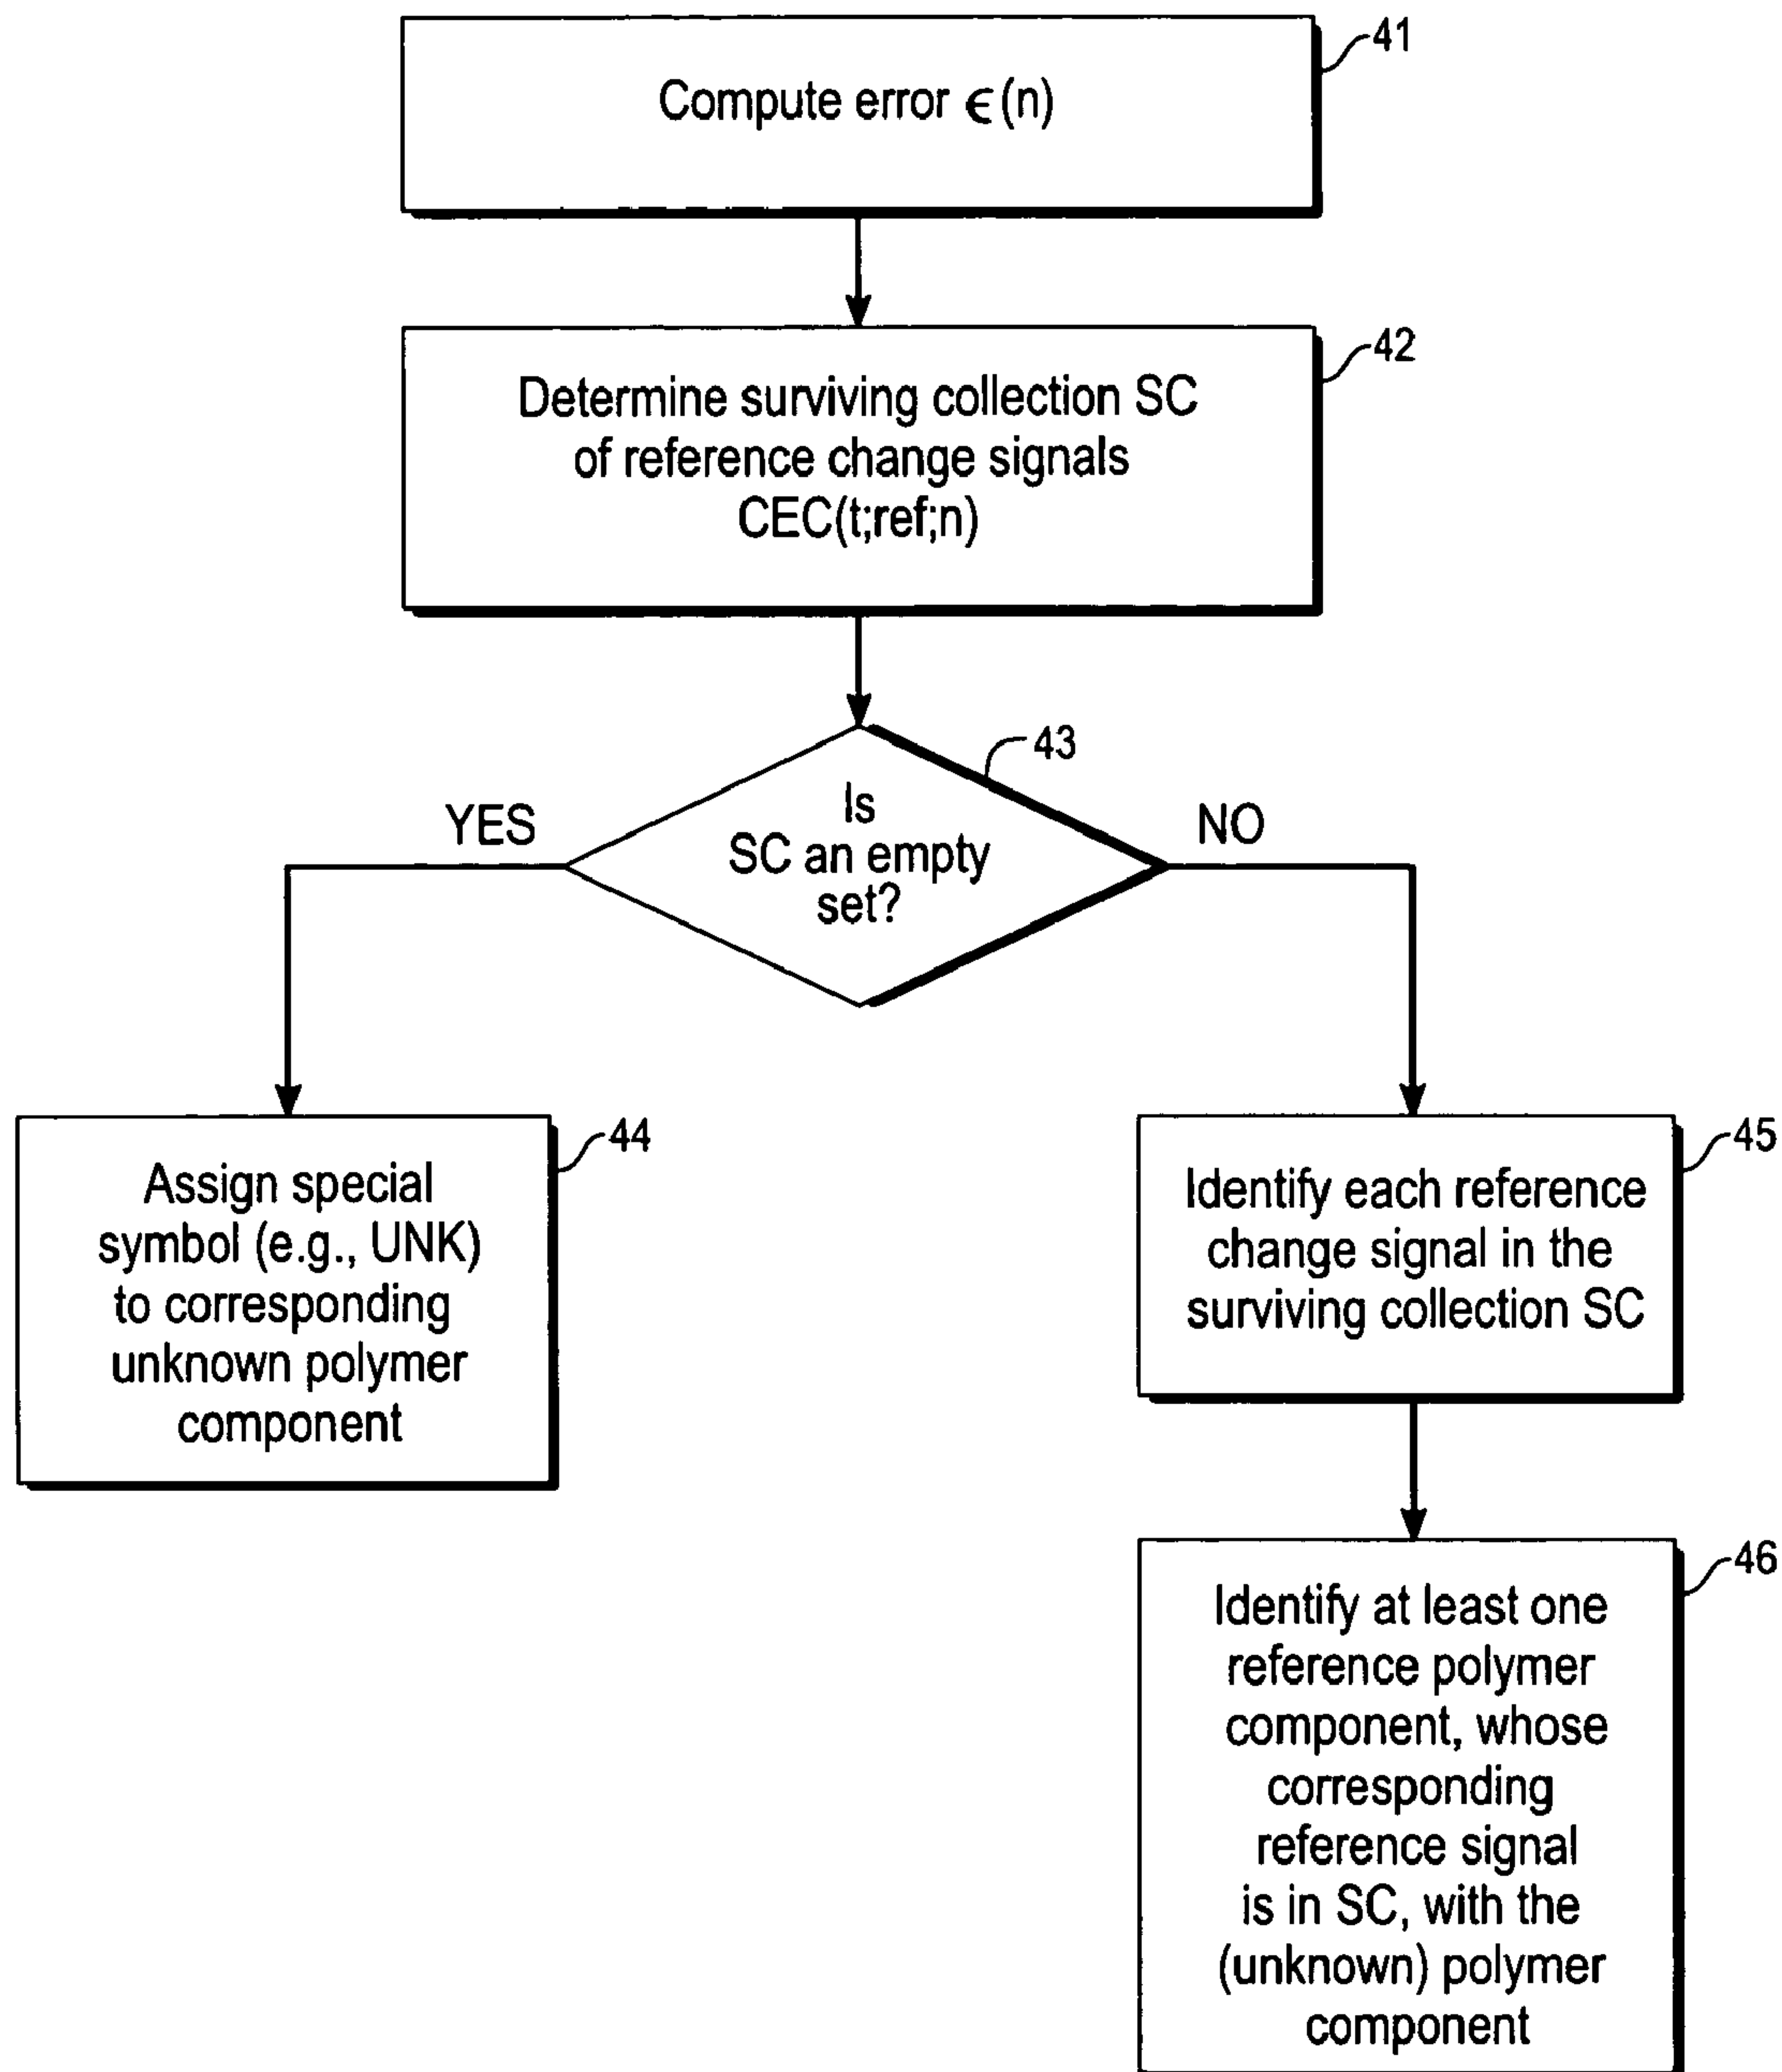 41
Compute error ϵ(n)
42
Determine surviving collection SC
of reference change signals
CEC(t;ref;n)
43
Is
SC an empty
set?
YES
NO
44
Assign special
symbol (e.g., UNK)
to corresponding
unknown polymer
component
45
Identify each reference
change signal in the
surviving collection SC
46
Identify at least one
reference polymer
component, whose
corresponding
reference signal
is in SC, with the
(unknown) polymer
component